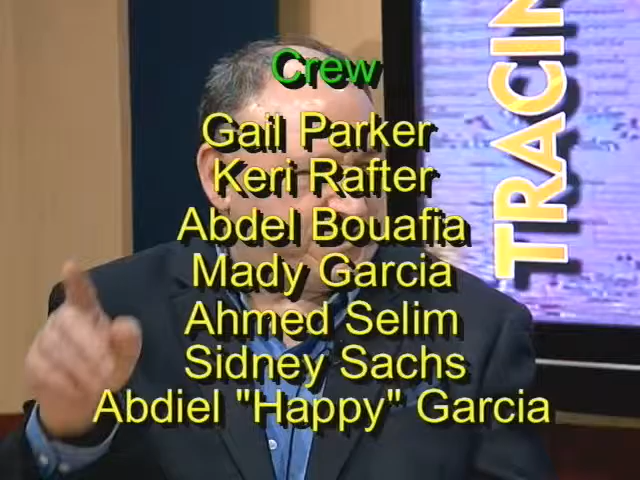 Crew
Gail Parker
Keri Rafter
Abdel Bouafia
Mady Garcia
Ahmed Selim
Sidney Sachs
Abdiel "Happy" Garcia
TRACIN